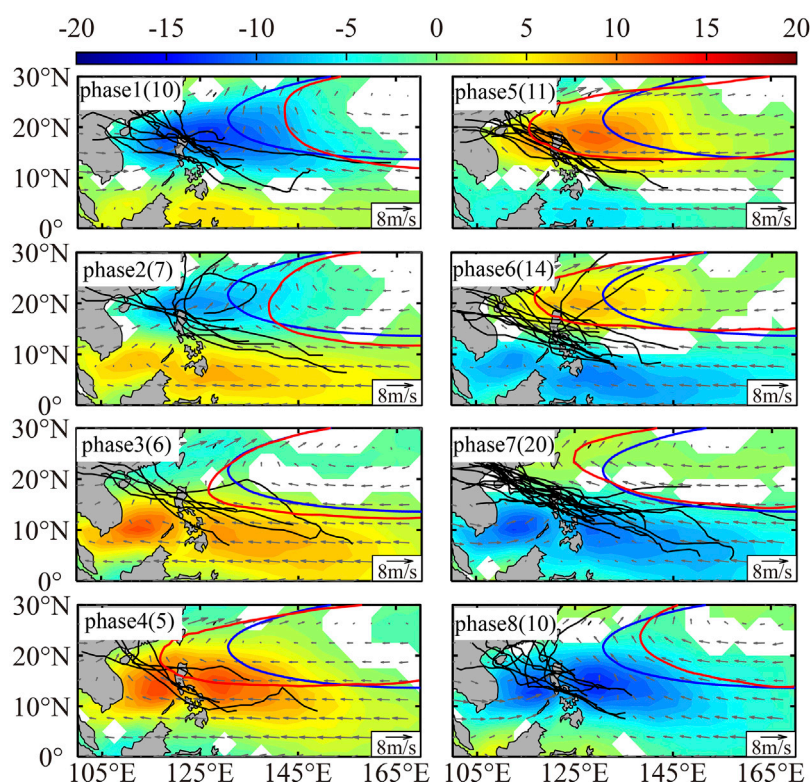 -20 -15 -10 -5 0 5 10 15 20
30°N phase1(10) phase5(11)
20°N
10°N
0° 8m/s 8m/s
30°N phase2(7) phase6(14)
20°N
10°N
0° 8m/s 8m/s
30°N phase3(6) phase7(20)
20°N
10°N
0° 8m/s 8m/s
30°N phase4(5) phase8(10)
20°N
10°N
0° 8m/s 8m/s
105°E 125°E 145°E 165°E 105°E 125°E 145°E 165°E